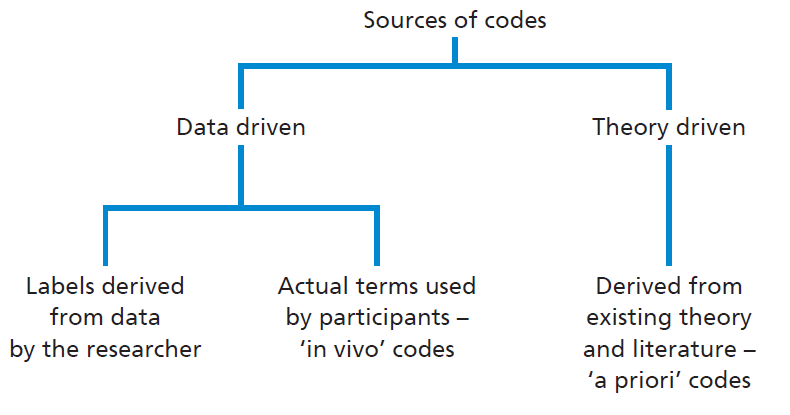 Sources of codes
Data driven
Theory driven
Labels derived
from data
by the researcher
Actual terms used
by participants –
‘in vivo’ codes
Derived from
existing theory
and literature –
‘a priori’ codes